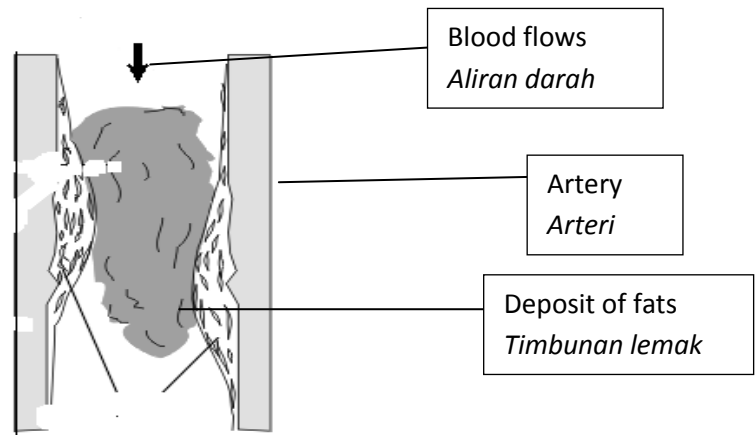 Blood flows
Aliran darah
Artery
Arteri
Deposit of fats
Timbunan lemak